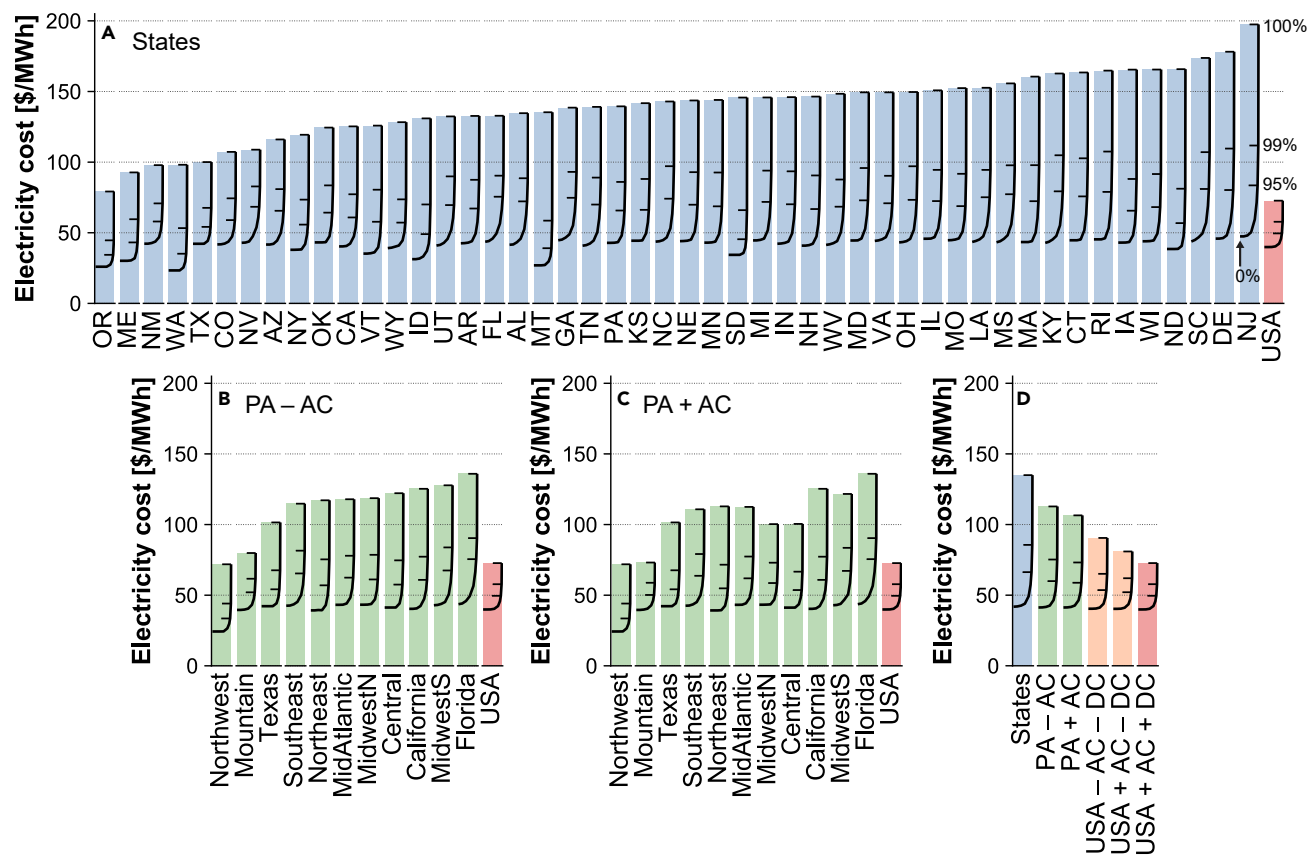 A States
Electricity cost [$/MWh]
200
150
100
50
0
100%
99%
95%
0%
OR ME NM WA TX CO NV AZ NY OK CA VT WY ID UT AR FL AL MT GA TN PA KS NC NE MN SD MI IN NH WV MD VA OH IL MO LA MS MA KY CT RI IA WI ND SC DE NJ USA
B PA – AC
Electricity cost [$/MWh]
200
150
100
50
0
Northwest Mountain Texas Southeast Northeast MidAtlantic MidwestN Central California MidwestS Florida USA
C PA + AC
Electricity cost [$/MWh]
200
150
100
50
0
Northwest Mountain Texas Southeast Northeast MidAtlantic MidwestN Central California MidwestS Florida USA
D
Electricity cost [$/MWh]
200
150
100
50
0
States
PA – AC
PA + AC
USA – AC – DC
USA + AC – DC
USA + AC + DC